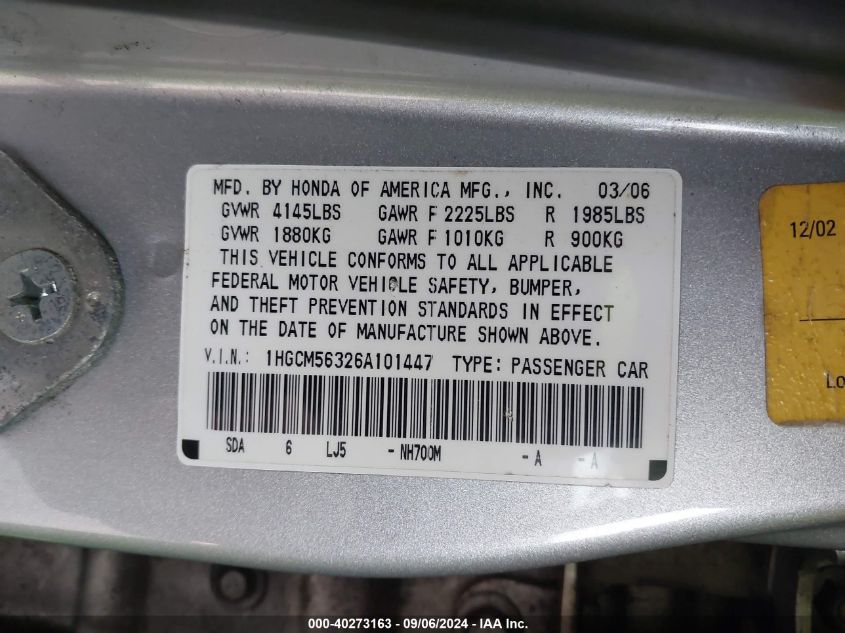 MFD. BY HONDA OF AMERICA MFG., INC. 03/06
GVWR 4145LBS GAWR F 2225LBS R 1985LBS
GVWR 1880KG GAWR F 1010KG R 900KG
THIS VEHICLE CONFORMS TO ALL APPLICABLE
FEDERAL MOTOR VEHICLE SAFETY, BUMPER,
AND THEFT PREVENTION STANDARDS IN EFFECT
ON THE DATE OF MANUFACTURE SHOWN ABOVE.
V.I.N.: 1HGCM56326A101447 TYPE: PASSENGER CAR
SDA 6 LJ5 - NH700M - A - A
12/02
Lo
000-40273163 - 09/06/2024 - IAA Inc.